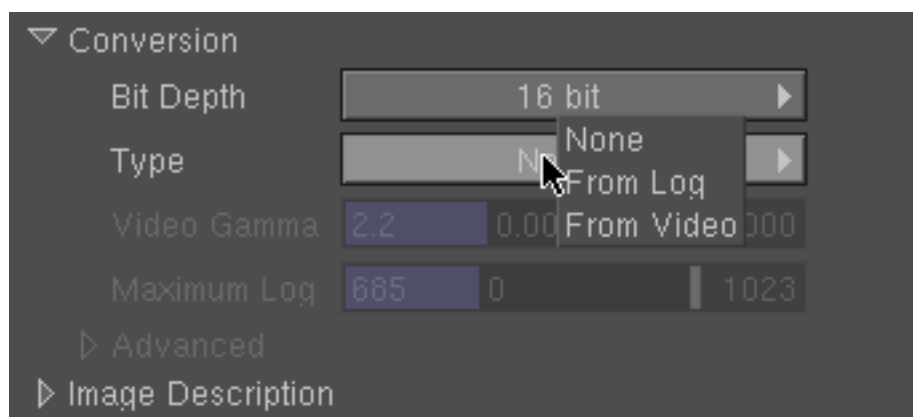 Conversion
Bit Depth 16 bit
None
Type
From Log
Video Gamma 2.2 From Video
Maximum Log 685 0 1023
Advanced
Image Description